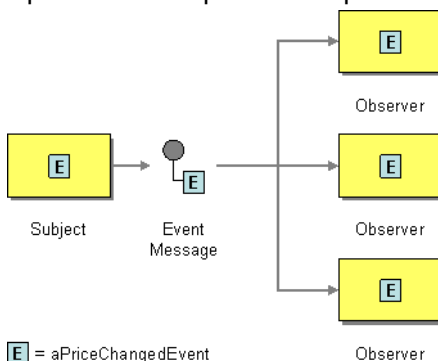 E
Observer
E
E
E
Subject
Event
Message
Observer
E
E = aPriceChangedEvent
Observer